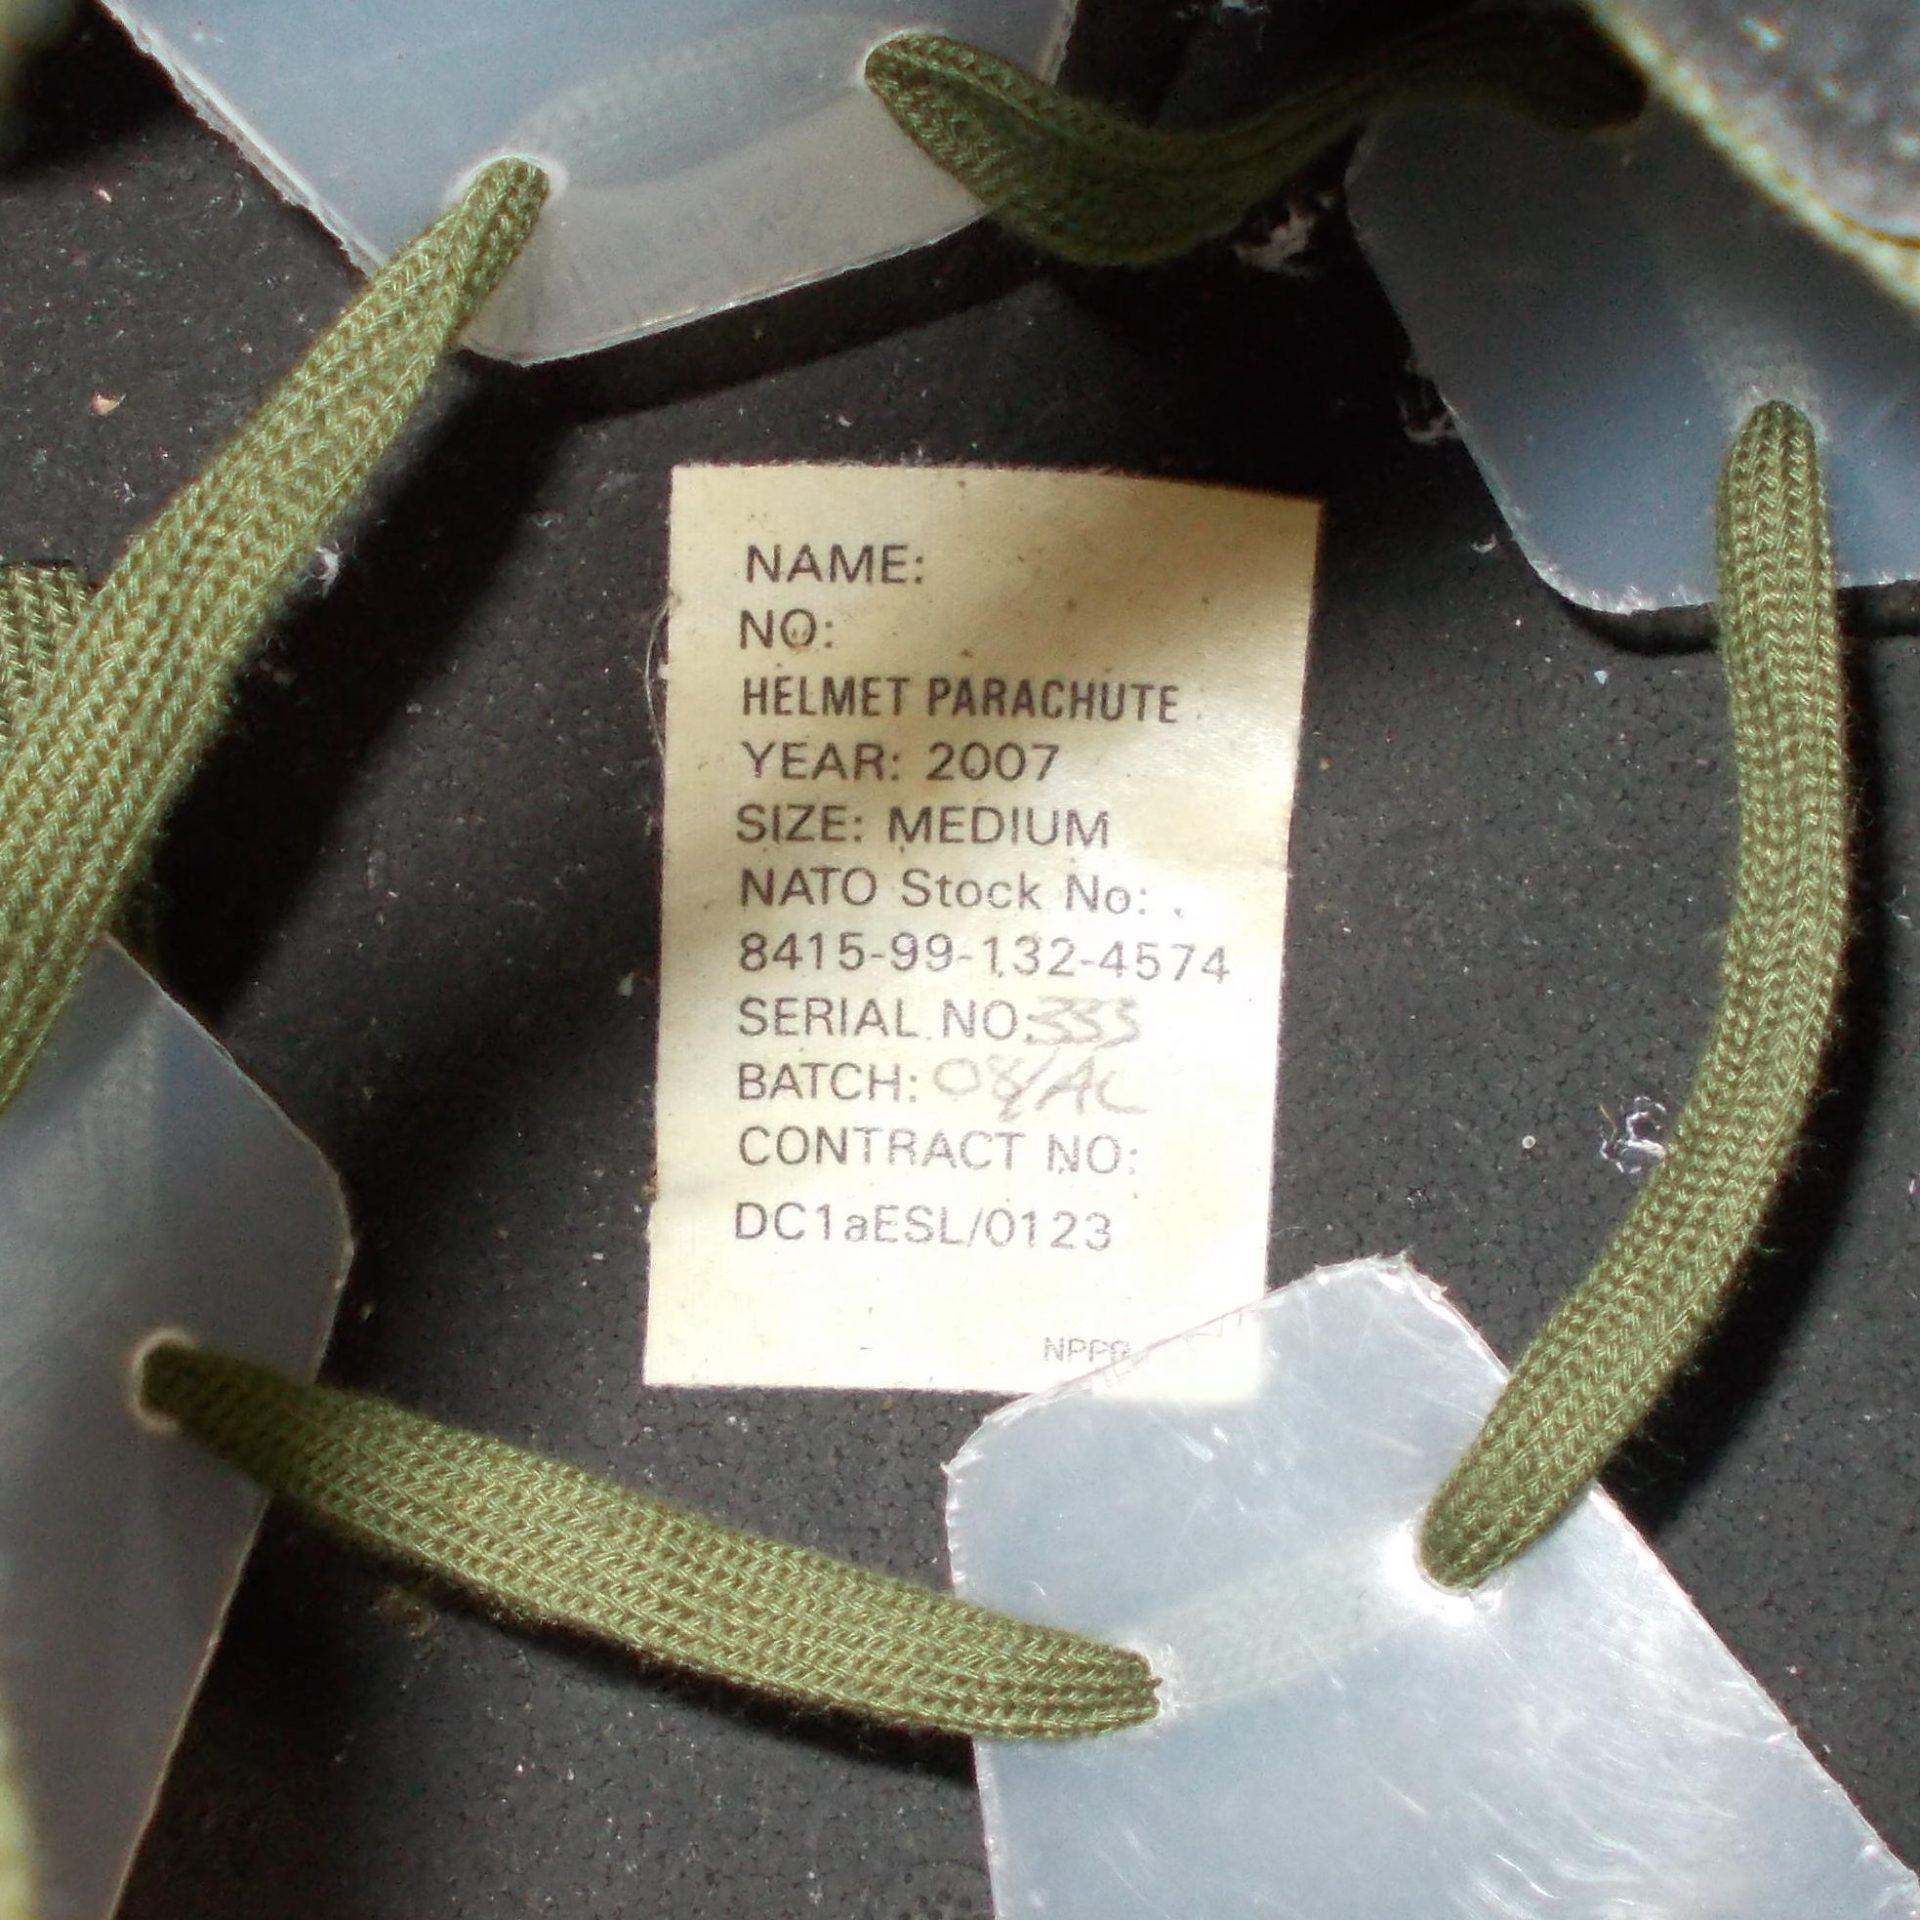 NAME:
NO:
HELMET PARACHUTE
YEAR: 2007
SIZE: MEDIUM
NATO Stock No:
8415-99-132-4574
SERIAL NO: 333
BATCH: 08/AC
CONTRACT NO:
DC1aESL/0123